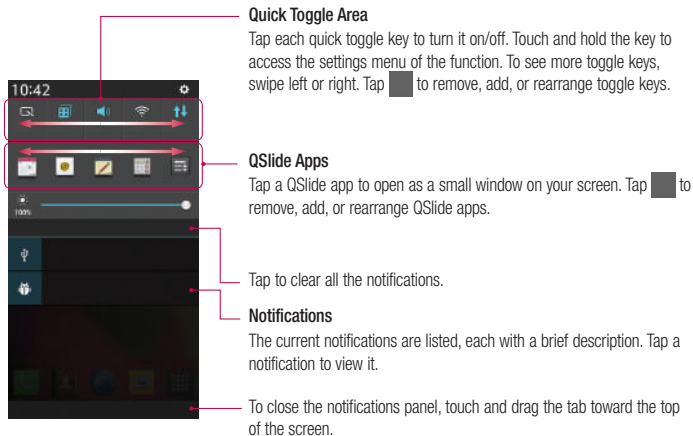 Quick Toggle Area
Tap each quick toggle key to turn it on/off. Touch and hold the key to
access the settings menu of the function. To see more toggle keys,
swipe left or right. Tap to remove, add, or rearrange toggle keys.
10:42
QSlide Apps
Tap a QSlide app to open as a small window on your screen. Tap to
remove, add, or rearrange QSlide apps.
100%
Tap to clear all the notifications.
Notifications
The current notifications are listed, each with a brief description. Tap a
notification to view it.
To close the notifications panel, touch and drag the tab toward the top
of the screen.